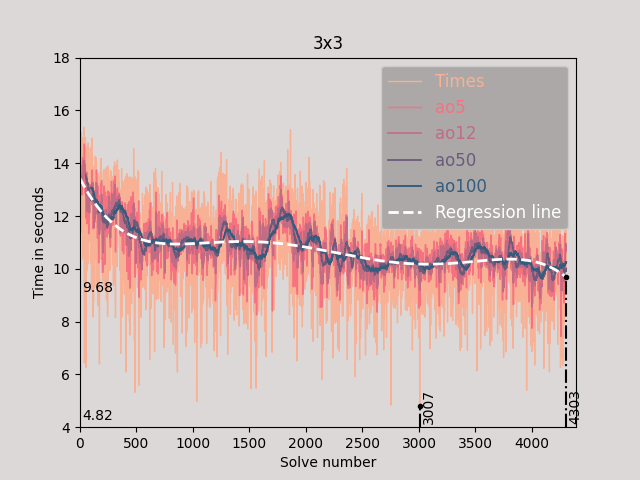 3x3
18
16
14
12
10
8
6
4
Time in seconds
Times
ao5
ao12
ao50
ao100
Regression line
9.68
4.82
3007
4303
0
500
1000
1500
2000
2500
3000
3500
4000
Solve number